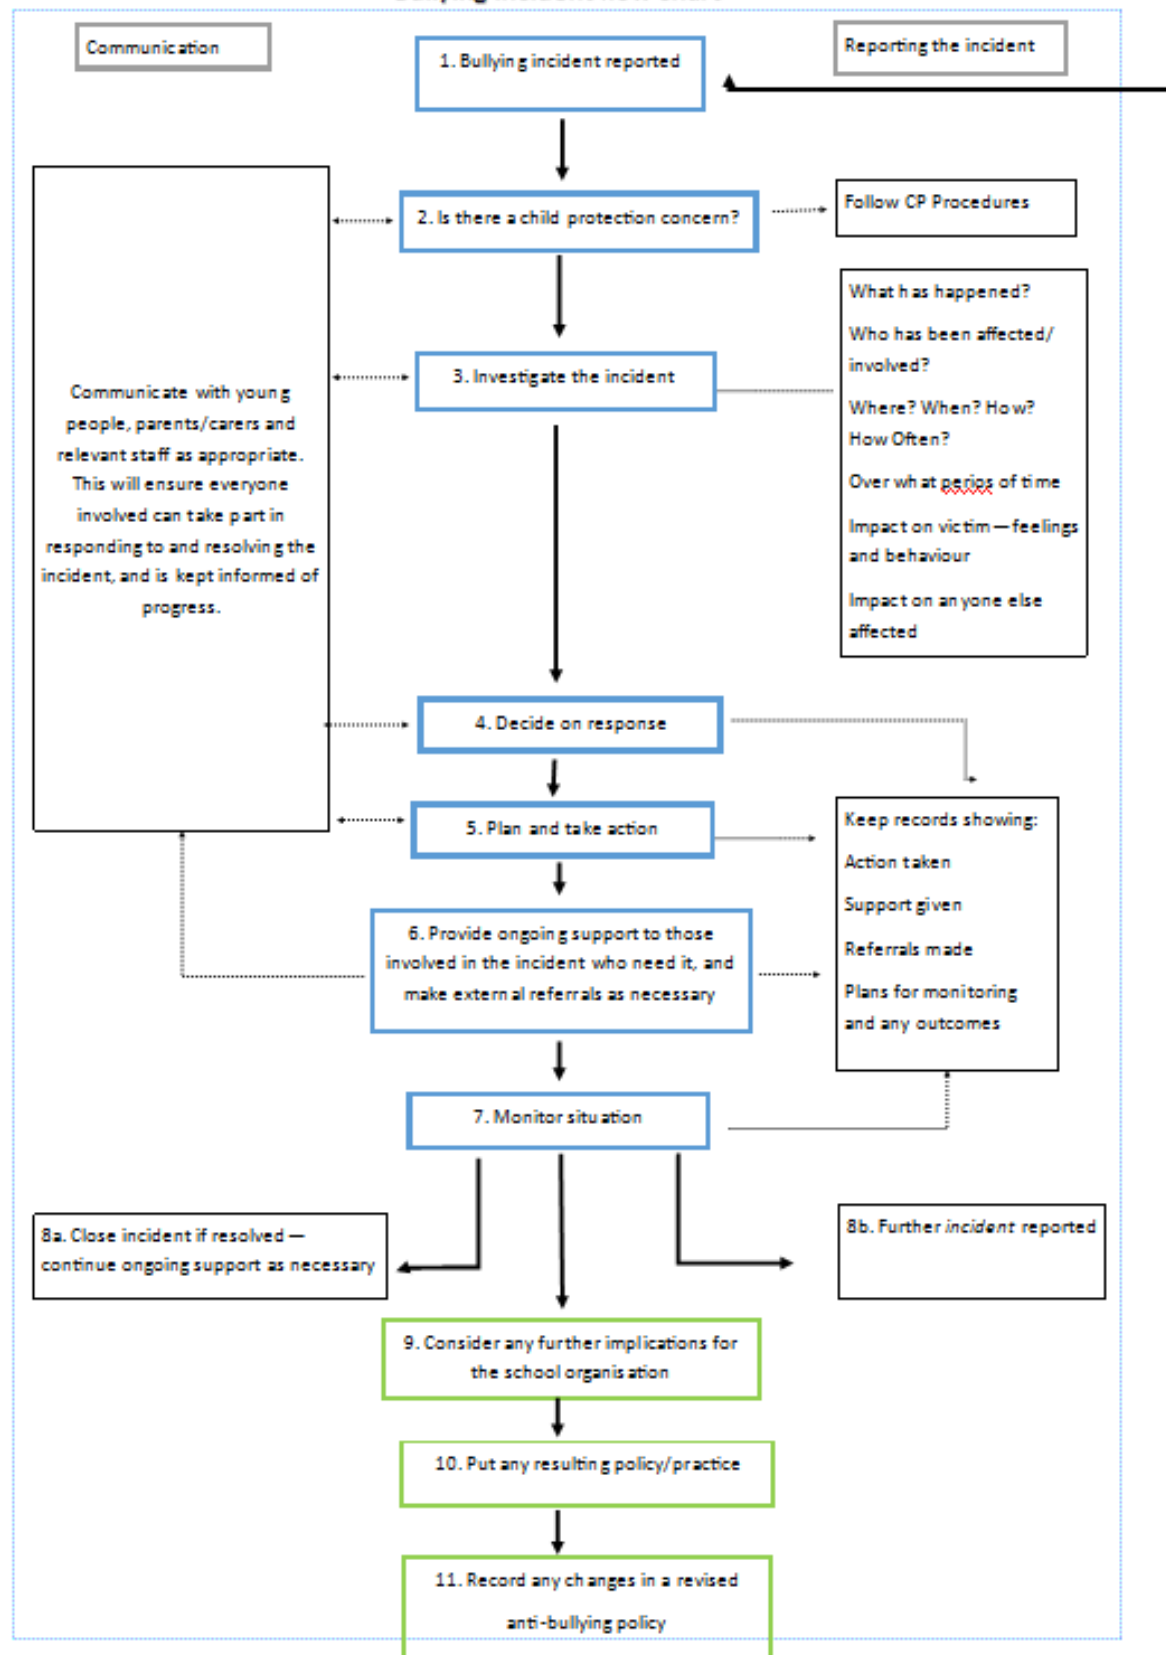 Communication
1. Bullying incident reported
Reporting the incident
2. Is there a child protection concern?
Follow CP Procedures
What has happened?
Who has been affected/
involved?
Where? When? How?
How Often?
Over what perios of time
Impact on victim — feelings
and behaviour
Impact on anyone else
affected
3. Investigate the incident
Communicate with young
people, parents/carers and
relevant staff as appropriate.
This will ensure everyone
involved can take part in
responding to and resolving the
incident, and is kept informed of
progress.
4. Decide on response
5. Plan and take action
Keep records showing:
Action taken
Support given
Referrals made
Plans for monitoring
and any outcomes
6. Provide ongoing support to those
involved in the incident who need it, and
make external referrals as necessary
7. Monitor situation
8a. Close incident if resolved —
continue ongoing support as necessary
8b. Further incident reported
9. Consider any further implications for
the school organisation
10. Put any resulting policy/practice
11. Record any changes in a revised
anti-bullying policy